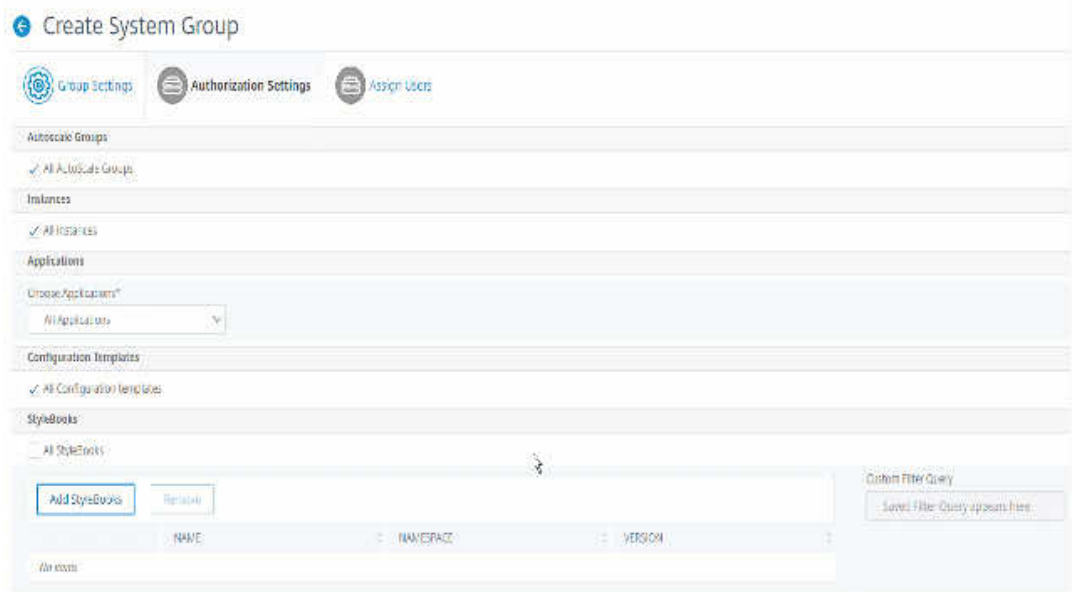 Create System Group
Group Settings
Authorization Settings
Assign Users
Autoscale Groups
All AutoScale Groups
Instances
All Instances
Applications
Choose Applications*
All Applications
Configuration Templates
All Configuration templates
StyleBooks
All StyleBooks
Custom Filter Query
Add StyleBooks Remove
Saved Filter Query appears here
NAME NAMESPACE VERSION
No items